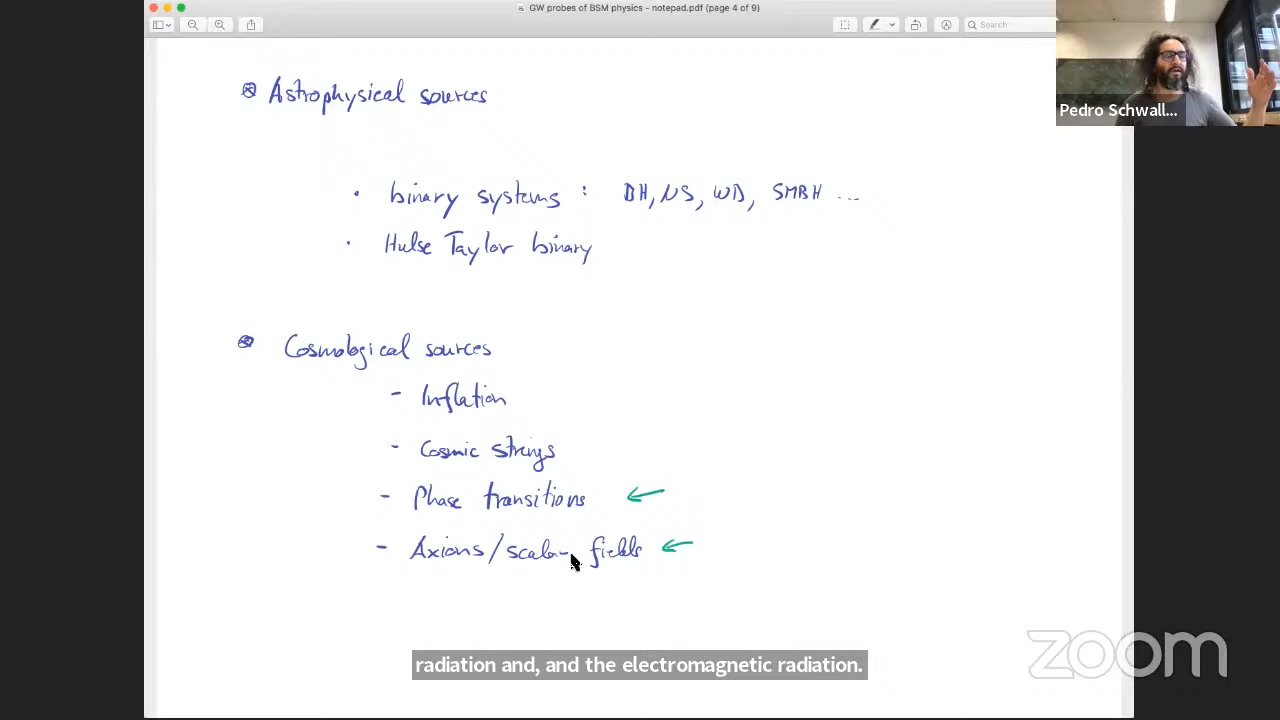 GW probes of BSM physics - notepad.pdf (page 4 of 9)
Search
Pedro Schwall...
Astrophysical sources
• binary systems : BH, NS, WD, SMBH ...
• Hulse Taylor binary
Cosmological sources
- Inflation
- Cosmic strings
- Phase transitions ←
- Axions/scalar fields ←
radiation and, and the electromagnetic radiation.
zoom